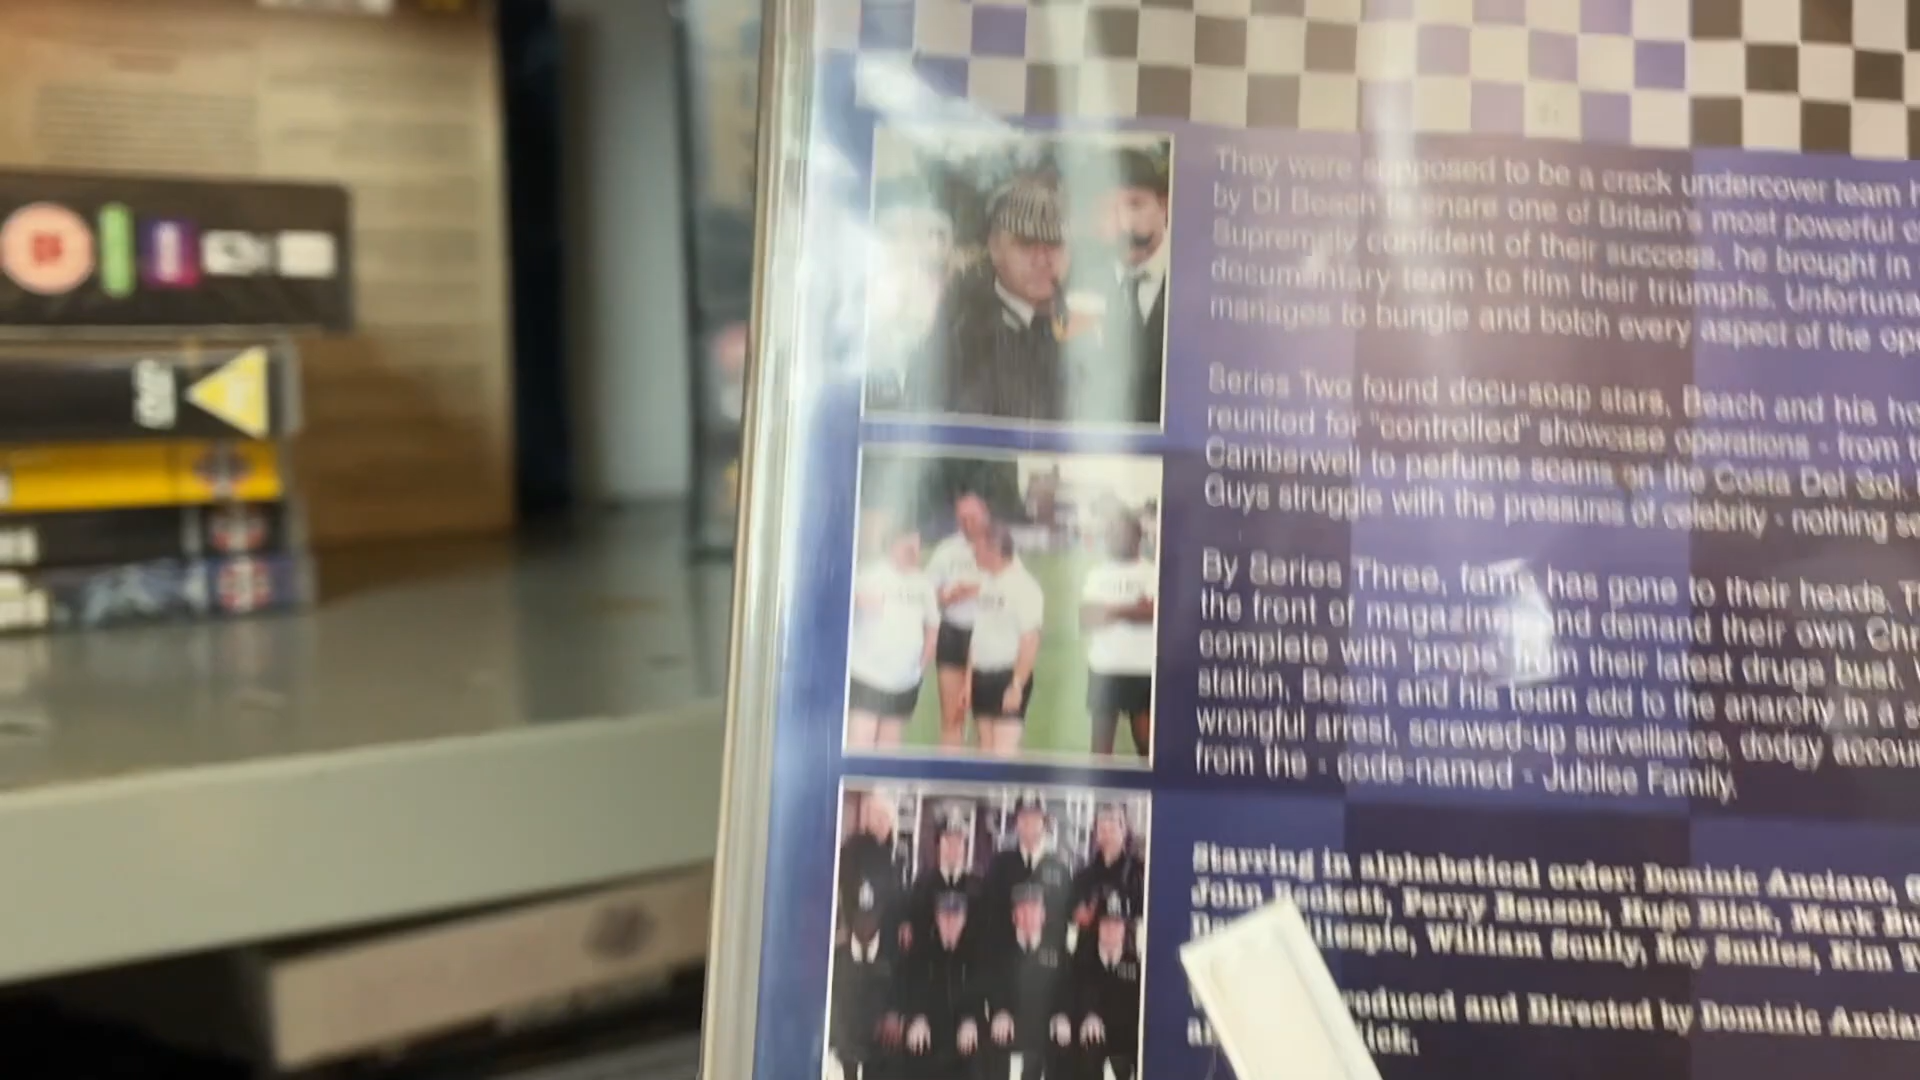 They were supposed to be a crack undercover team
by DI Beach to snare one of Britain's most powerful
Supremely confident of their success, he brought in
documentary team to film their triumphs.
manages to bungle and botch every aspect of the
Series Two found docu-soap stars, Beach and his
reunited for "controlled" showcase operations - from
Camberwell to perfume scams on the Costa Del Sol.
Guys struggle with the pressures of celebrity - nothing
By Series Three, fame has gone to their heads.
the front of magazines and demand their own
complete with 'props' from their latest drugs bust.
station, Beach and his team add to the anarchy in a
wrongful arrest, screwed-up surveillance, dodgy
from the - code-named - Jubilee Family.
Starring in alphabetical order: Dominic Anciano,
John Beckett, Perry Benson, Hugo Blick, Mark
Gillespie, William Scully, Roy Smiles, Kim
Produced and Directed by Dominic
DVD